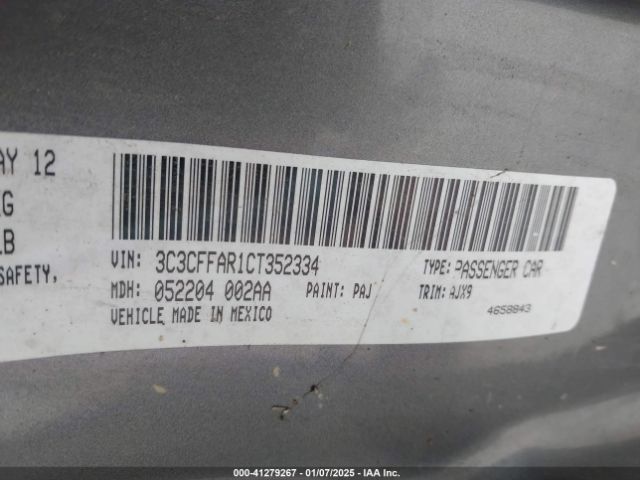 AY 12
G
LB
SAFETY,
VIN: 3C3CFFAR1CT352334
TYPE: PASSENGER CAR
MDH: 052204 002AA
PAINT: PAJ
TRIM: AJX9
VEHICLE MADE IN MEXICO
4658843
000-41279267 - 01/07/2025 - IAA Inc.